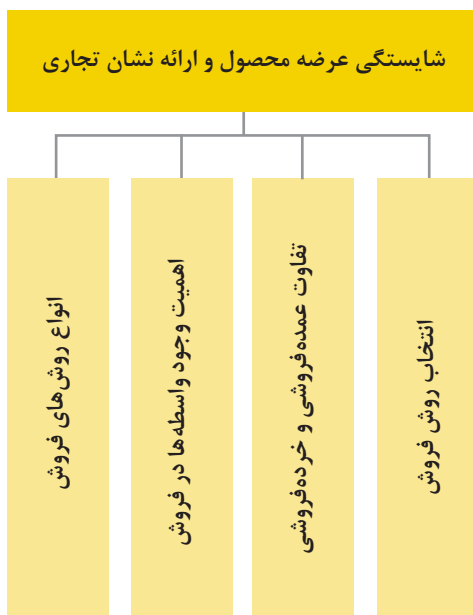 شایستگی عرضه محصول و ارائه نشان تجاری
انتخاب روش فروش
تفاوت عمده‌فروشی و خرده‌فروشی
اهمیت وجود واسطه‌ها در فروش
انواع روش‌های فروش